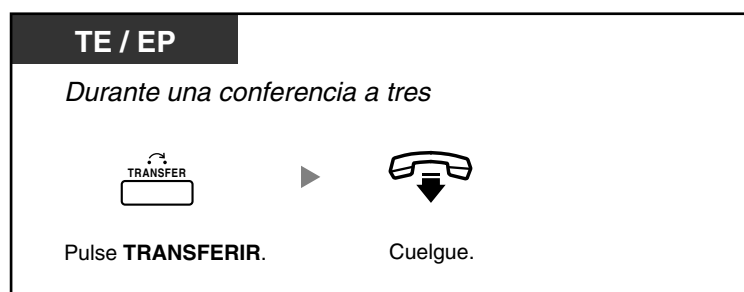 TE / EP
Durante una conferencia a tres
TRANSFER
Pulse TRANSFERIR.
Cuelgue.